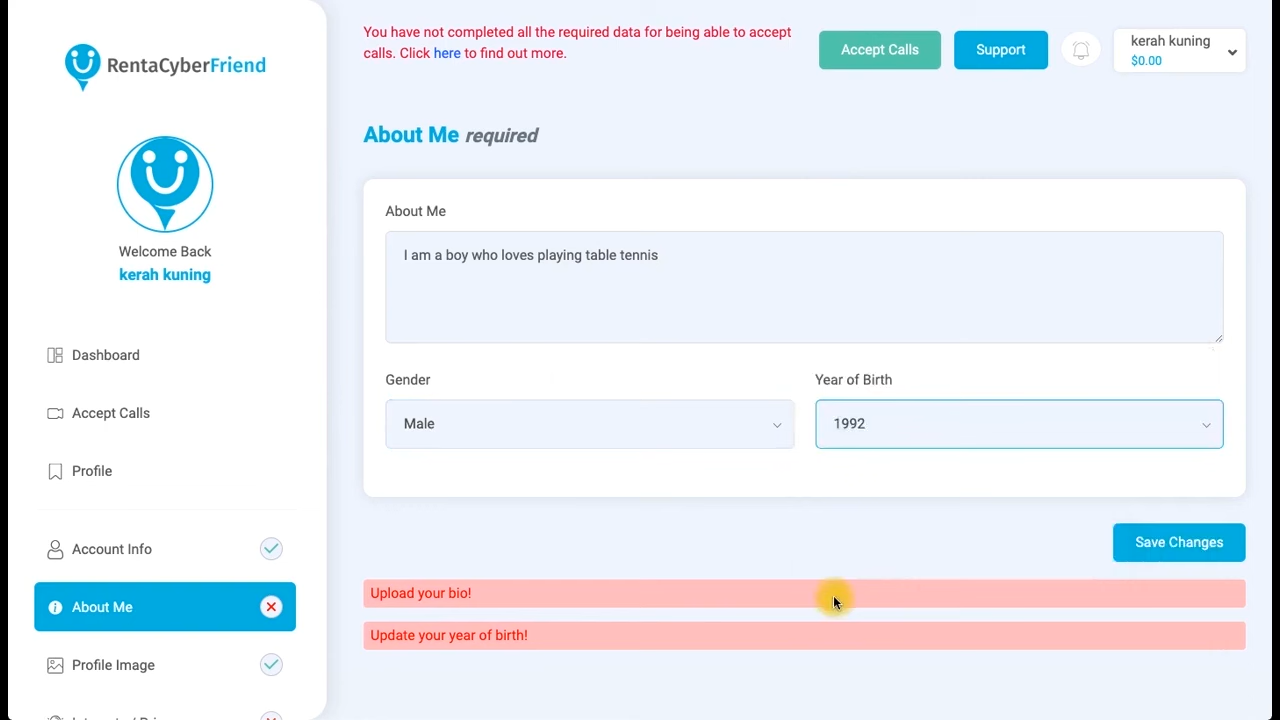 You have not completed all the required data for being able to accept
calls. Click here to find out more.
Accept Calls
Support
kerah kuning
$0.00
RentaCyberFriend
Welcome Back
kerah kuning
Dashboard
Accept Calls
Profile
Account Info
About Me
Profile Image
About Me required
About Me
I am a boy who loves playing table tennis
Gender
Year of Birth
Male
1992
Save Changes
Upload your bio!
Update your year of birth!